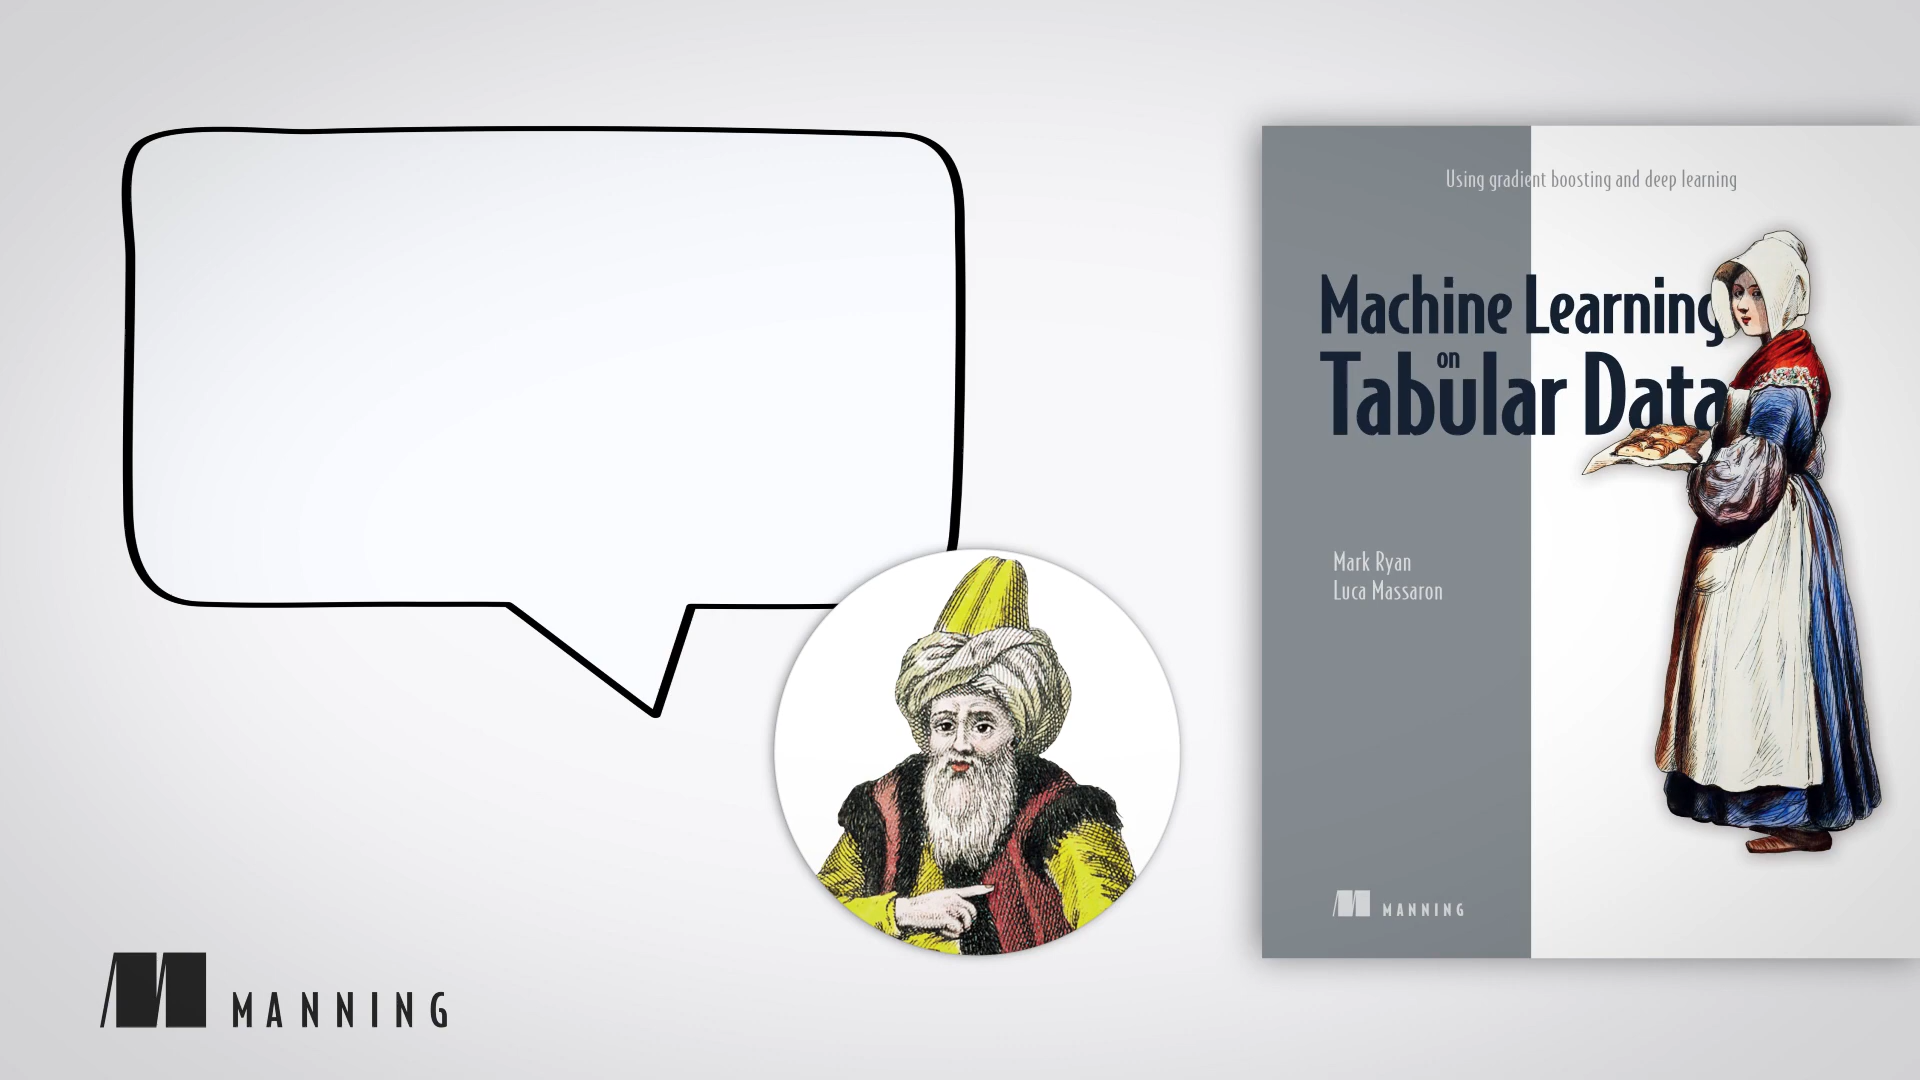 Using gradient boosting and deep learning
Machine Learning
on
Tabular Data
Mark Ryan
Luca Massaron
MANNING
MANNING